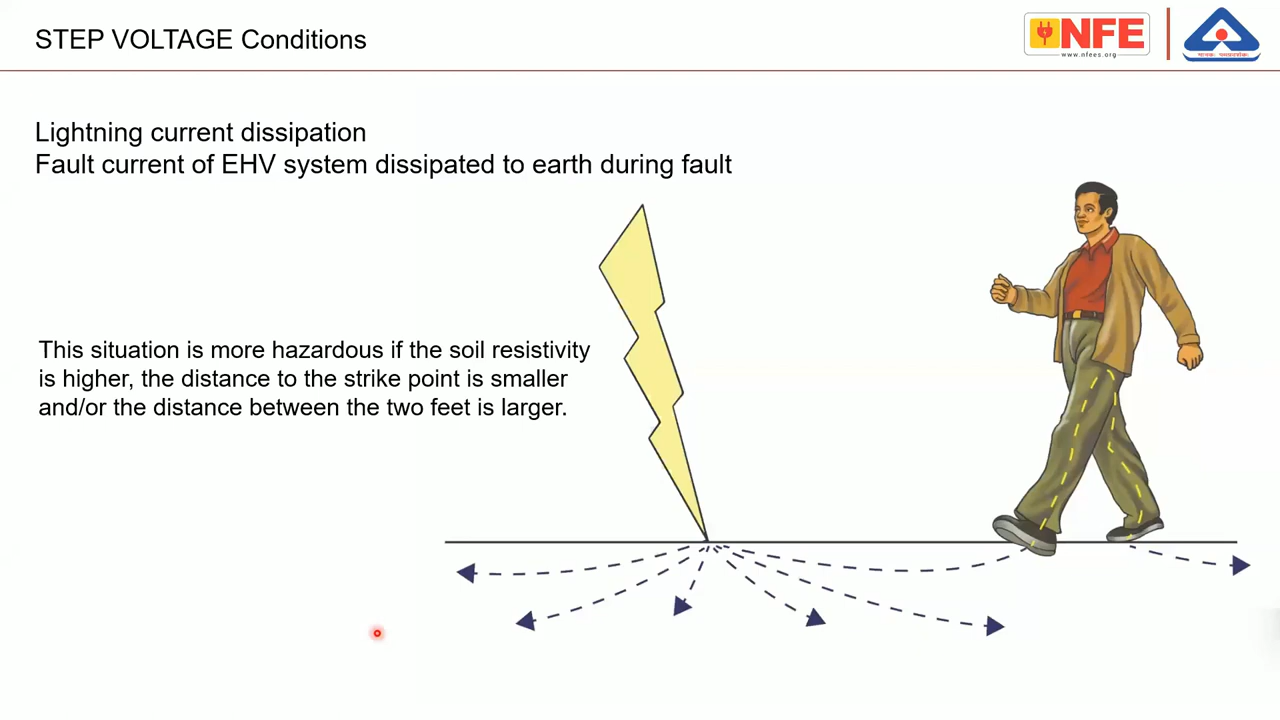 STEP VOLTAGE Conditions
NFE
www.nfees.org
Lightning current dissipation
Fault current of EHV system dissipated to earth during fault
This situation is more hazardous if the soil resistivity
is higher, the distance to the strike point is smaller
and/or the distance between the two feet is larger.